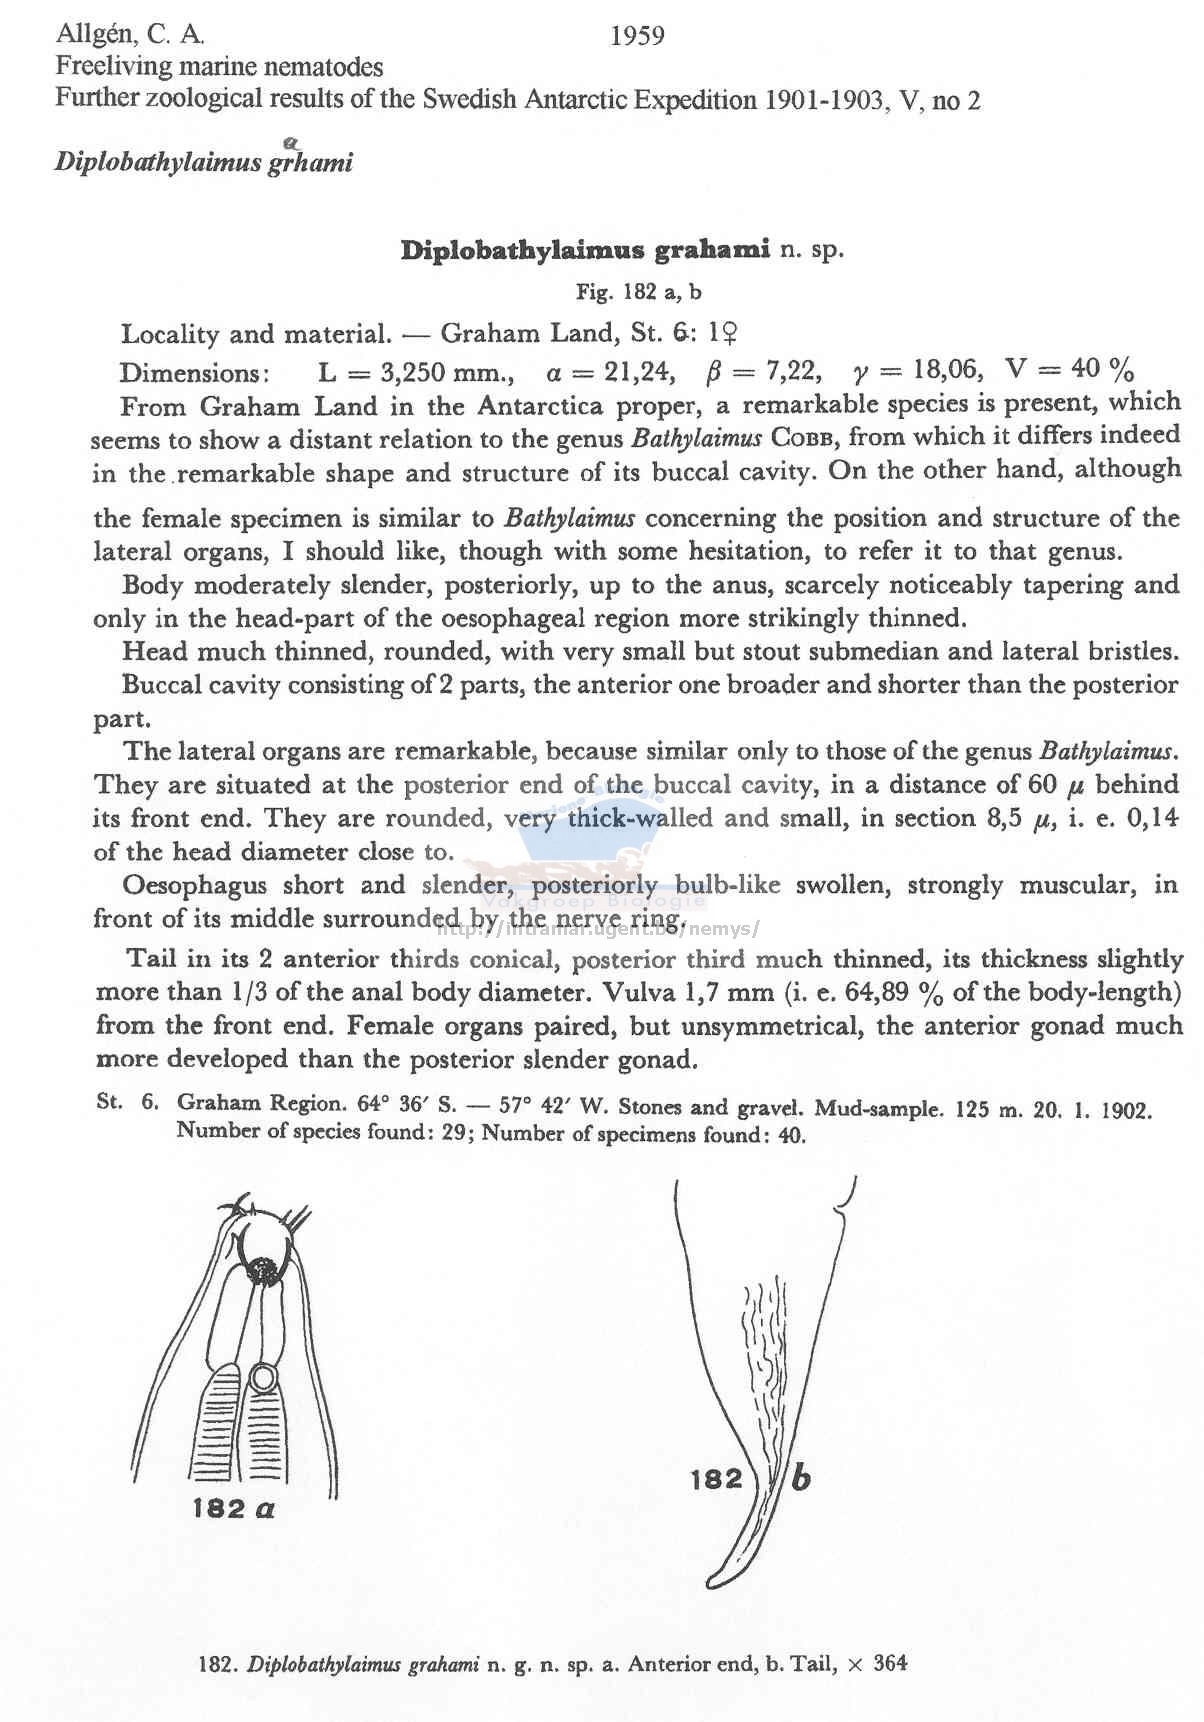 Allgén, C. A. 1959
Freeliving marine nematodes
Further zoological results of the Swedish Antarctic Expedition 1901-1903, V, no 2
a
Diplobathylaimus grhami
Diplobathylaimus grahami n. sp.
Fig. 182 a, b
Locality and material. — Graham Land, St. 6: 1♀
Dimensions: L = 3,250 mm., α = 21,24, β = 7,22, γ = 18,06, V = 40 %
From Graham Land in the Antarctica proper, a remarkable species is present, which
seems to show a distant relation to the genus Bathylaimus COBB, from which it differs indeed
in the remarkable shape and structure of its buccal cavity. On the other hand, although
the female specimen is similar to Bathylaimus concerning the position and structure of the
lateral organs, I should like, though with some hesitation, to refer it to that genus.
Body moderately slender, posteriorly, up to the anus, scarcely noticeably tapering and
only in the head-part of the oesophageal region more strikingly thinned.
Head much thinned, rounded, with very small but stout submedian and lateral bristles.
Buccal cavity consisting of 2 parts, the anterior one broader and shorter than the posterior
part.
The lateral organs are remarkable, because similar only to those of the genus Bathylaimus.
They are situated at the posterior end of the buccal cavity, in a distance of 60 μ behind
its front end. They are rounded, very thick-walled and small, in section 8,5 μ, i. e. 0,14
of the head diameter close to.
Oesophagus short and slender, posteriorly bulb-like swollen, strongly muscular, in
Vakgroep Biologie
front of its middle surrounded by the nerve ring.
http://intramar.ugent.be/nemys/
Tail in its 2 anterior thirds conical, posterior third much thinned, its thickness slightly
more than 1/3 of the anal body diameter. Vulva 1,7 mm (i. e. 64,89 % of the body-length)
from the front end. Female organs paired, but unsymmetrical, the anterior gonad much
more developed than the posterior slender gonad.
St. 6. Graham Region. 64° 36′ S. — 57° 42′ W. Stones and gravel. Mud-sample. 125 m. 20. 1. 1902.
Number of species found: 29; Number of specimens found: 40.
182 a
182 b
182. Diplobathylaimus grahami n. g. n. sp. a. Anterior end, b. Tail, × 364